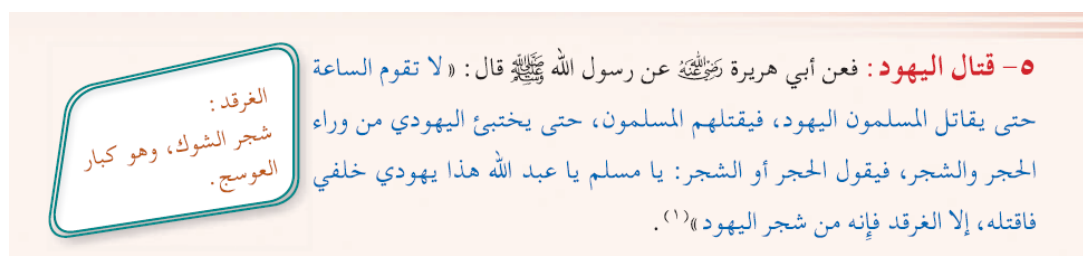 ٥- قتال اليهود : فعن أبي هريرة رضي الله عنه عن رسول الله ﷺ قال : « لا تقوم الساعة
حتى يقاتل المسلمون اليهود، فيقتلهم المسلمون، حتى يختبئ اليهودي من وراء
الحجر والشجر، فيقول الحجر أو الشجر: يا مسلم يا عبد الله هذا يهودي خلفي
فاقتله، إلا الغرقد فإنه من شجر اليهود»(١).
الغرقد :
شجر الشوك، وهو كبار
العوسج .